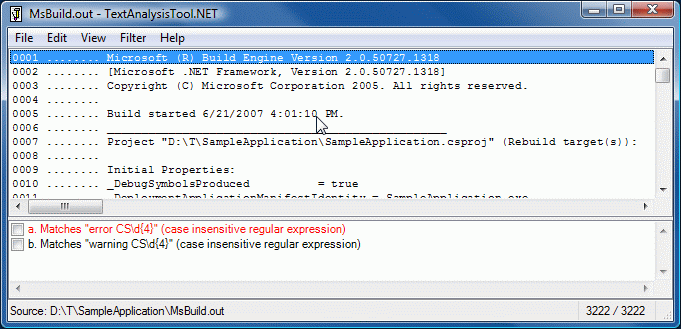 MsBuild.out - TextAnalysisTool.NET
File Edit View Filter Help
0001 ........ Microsoft (R) Build Engine Version 2.0.50727.1318
0002 ........ [Microsoft .NET Framework, Version 2.0.50727.1318]
0003 ........ Copyright (C) Microsoft Corporation 2005. All rights reserved.
0004 ........
0005 ........ Build started 6/21/2007 4:01:10 PM.
0006 ........ __________________________________________________
0007 ........ Project "D:\T\SampleApplication\SampleApplication.csproj" (Rebuild target(s)):
0008 ........
0009 ........ Initial Properties:
0010 ........ _DebugSymbolsProduced = true
0011 ........ _DeploymentApplicationManifestIdentity = SampleApplication.exe
a. Matches "error CS\d{4}" (case insensitive regular expression)
b. Matches "warning CS\d{4}" (case insensitive regular expression)
Source: D:\T\SampleApplication\MsBuild.out 3222 / 3222